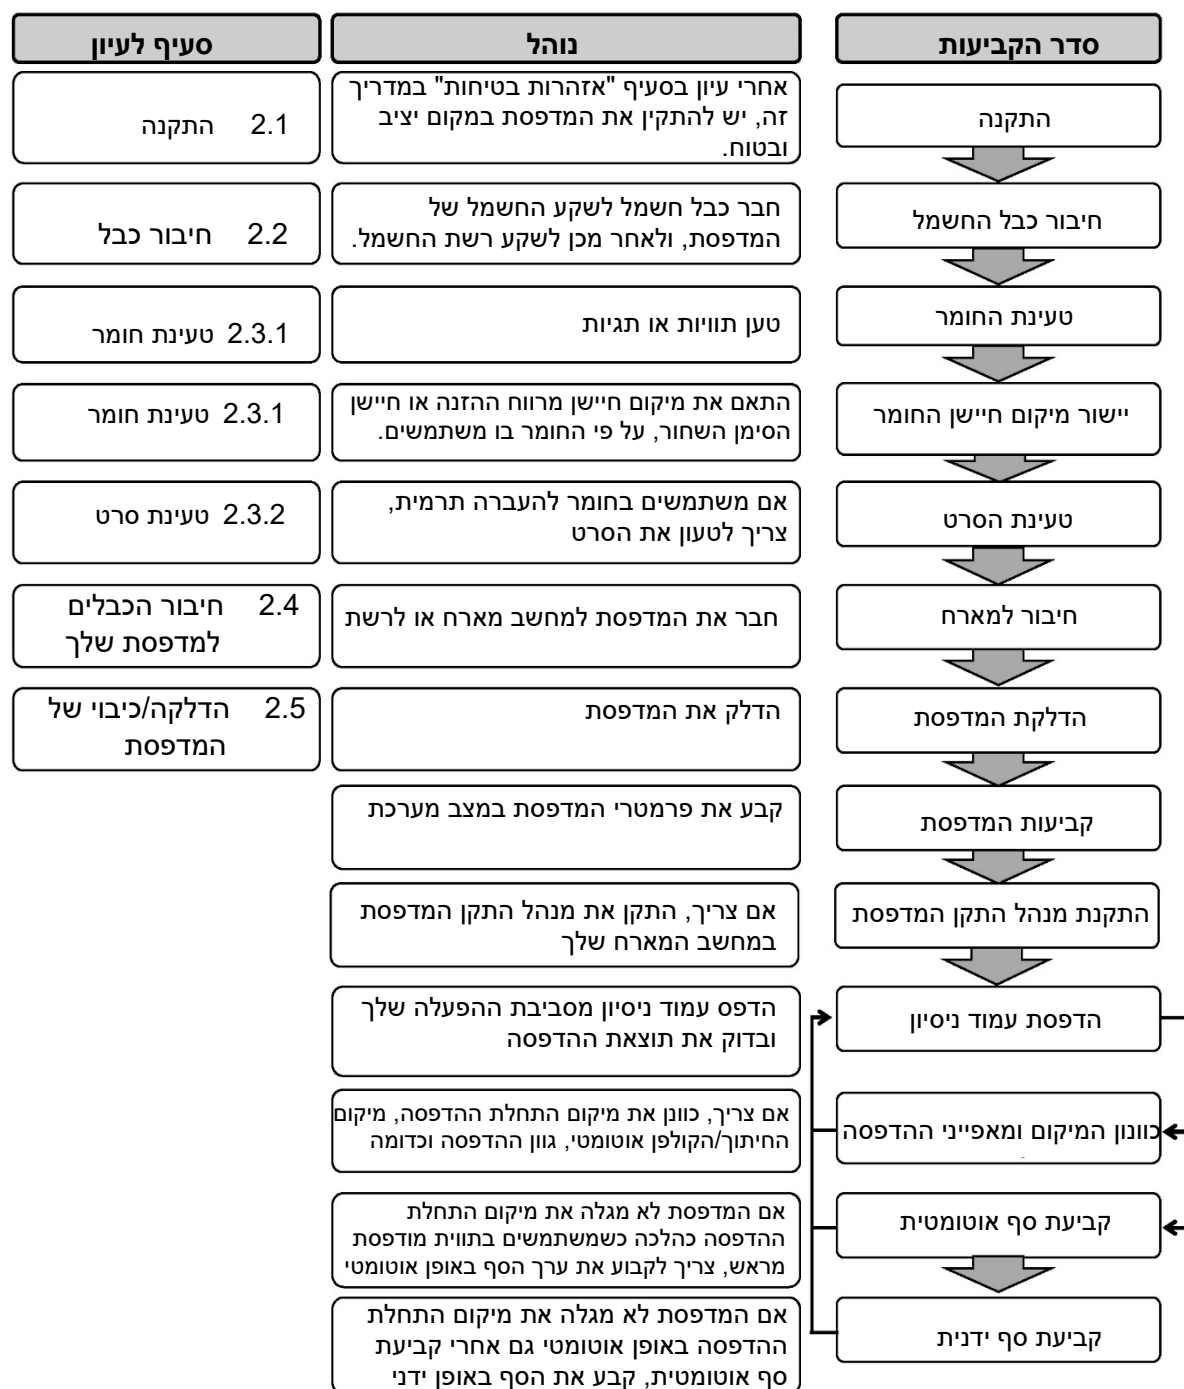 סדר הקביעות
נוהל
סעיף לעיון
התקנה
אחרי עיון בסעיף "אזהרות בטיחות" במדריך
זה, יש להתקין את המדפסת במקום יציב
ובטוח.
2.1 התקנה
חיבור כבל החשמל
חבר כבל חשמל לשקע החשמל של
המדפסת, ולאחר מכן לשקע רשת החשמל.
2.2 חיבור כבל
טעינת החומר
טען תוויות או תגיות
2.3.1 טעינת חומר
יישור מיקום חיישן החומר
התאם את מיקום חיישן מרווח ההזנה או חיישן
הסימן השחור, על פי החומר בו משתמשים.
2.3.1 טעינת חומר
טעינת הסרט
אם משתמשים בחומר להעברה תרמית,
צריך לטעון את הסרט
2.3.2 טעינת סרט
חיבור למארח
חבר את המדפסת למחשב מארח או לרשת
2.4 חיבור הכבלים
למדפסת שלך
הדלקת המדפסת
הדלק את המדפסת
2.5 הדלקה/כיבוי של
המדפסת
קביעות המדפסת
קבע את פרמטרי המדפסת במצב מערכת
התקנת מנהל התקן המדפסת
אם צריך, התקן את מנהל התקן המדפסת
במחשב המארח שלך
הדפסת עמוד ניסיון
הדפס עמוד ניסיון מסביבת ההפעלה שלך
ובדוק את תוצאת ההדפסה
כוונון המיקום ומאפייני ההדפסה
אם צריך, כוונן את מיקום התחלת ההדפסה, מיקום
החיתוך/הקולפן אוטומטי, גוון ההדפסה וכדומה
קביעת סף אוטומטית
אם המדפסת לא מגלה את מיקום התחלת
ההדפסה כהלכה כשמשתמשים בתווית מודפסת
מראש, צריך לקבוע את ערך הסף באופן אוטומטי
קביעת סף ידנית
אם המדפסת לא מגלה את מיקום התחלת
ההדפסה באופן אוטומטי גם אחרי קביעת
סף אוטומטית, קבע את הסף באופן ידני